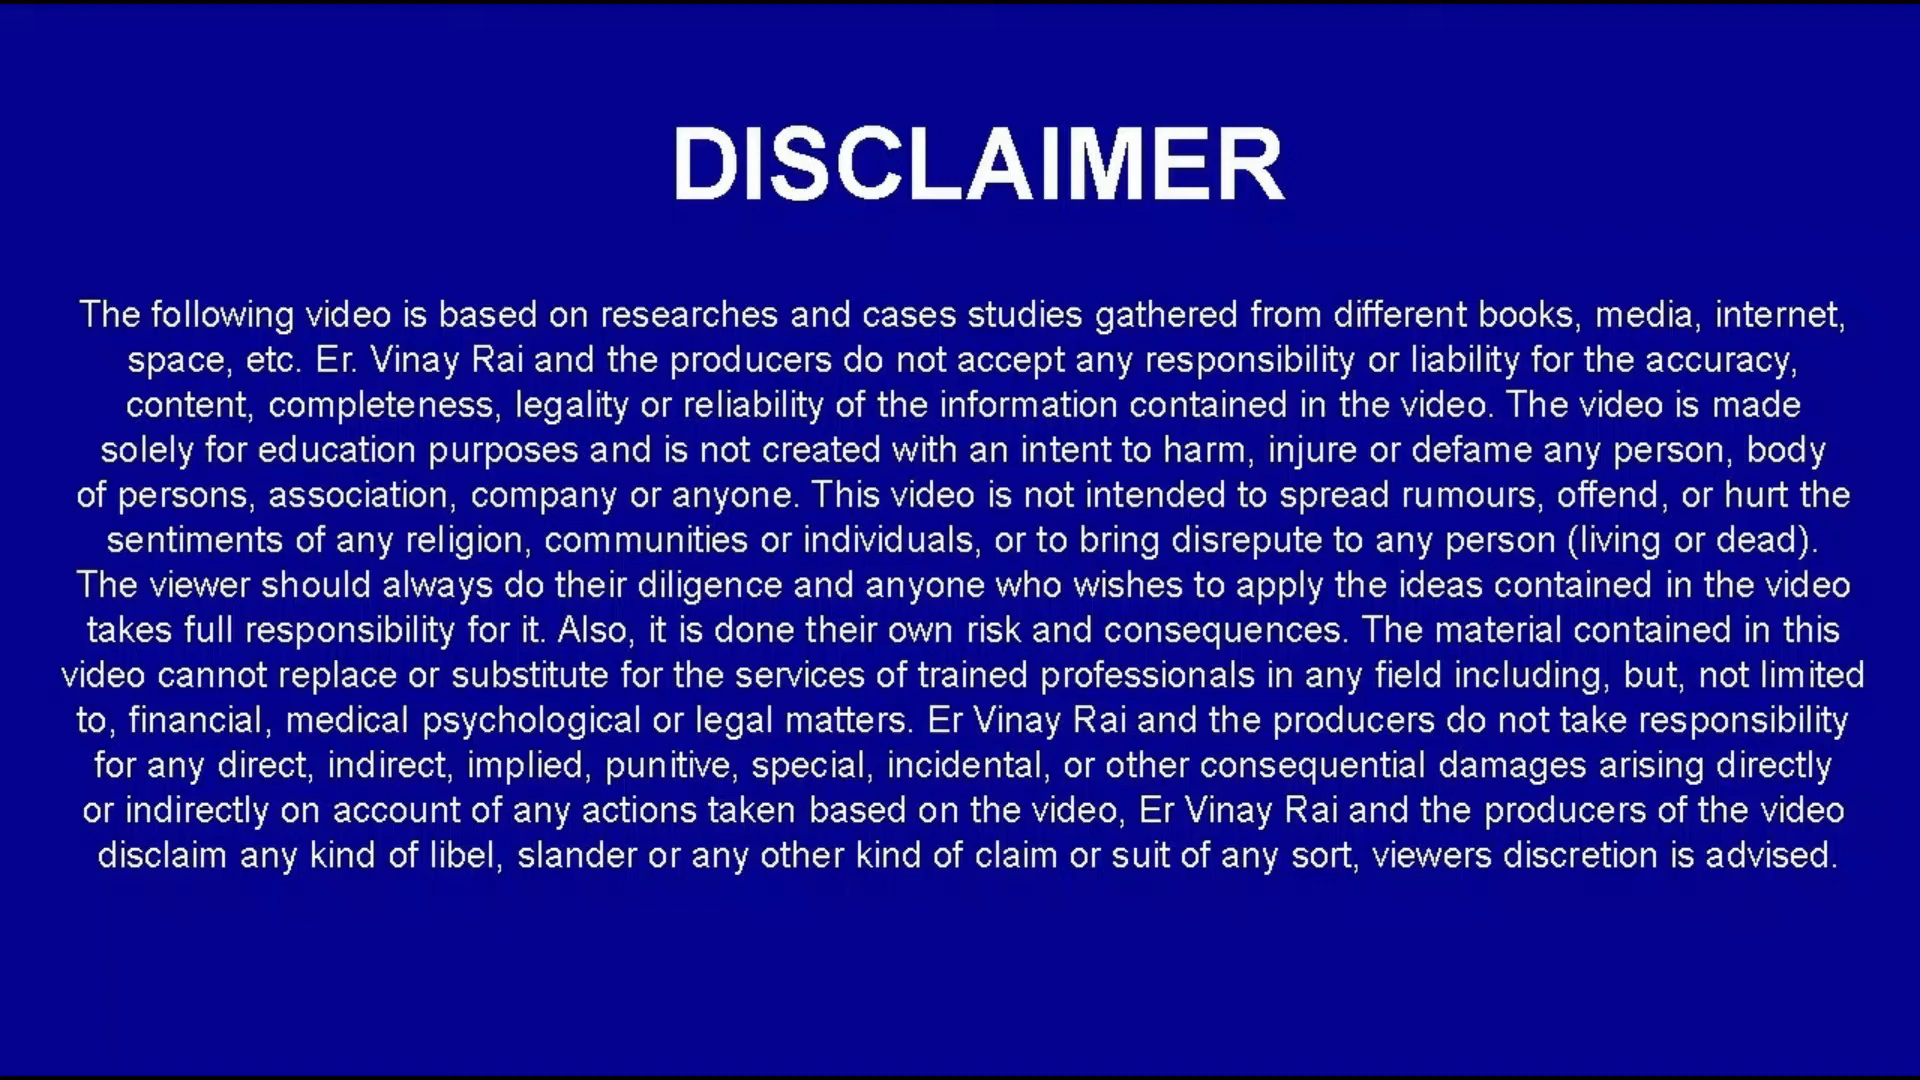 DISCLAIMER
The following video is based on researches and cases studies gathered from different books, media, internet,
space, etc. Er. Vinay Rai and the producers do not accept any responsibility or liability for the accuracy,
content, completeness, legality or reliability of the information contained in the video. The video is made
solely for education purposes and is not created with an intent to harm, injure or defame any person, body
of persons, association, company or anyone. This video is not intended to spread rumours, offend, or hurt the
sentiments of any religion, communities or individuals, or to bring disrepute to any person (living or dead).
The viewer should always do their diligence and anyone who wishes to apply the ideas contained in the video
takes full responsibility for it. Also, it is done their own risk and consequences. The material contained in this
video cannot replace or substitute for the services of trained professionals in any field including, but, not limited
to, financial, medical psychological or legal matters. Er Vinay Rai and the producers do not take responsibility
for any direct, indirect, implied, punitive, special, incidental, or other consequential damages arising directly
or indirectly on account of any actions taken based on the video, Er Vinay Rai and the producers of the video
disclaim any kind of libel, slander or any other kind of claim or suit of any sort, viewers discretion is advised.